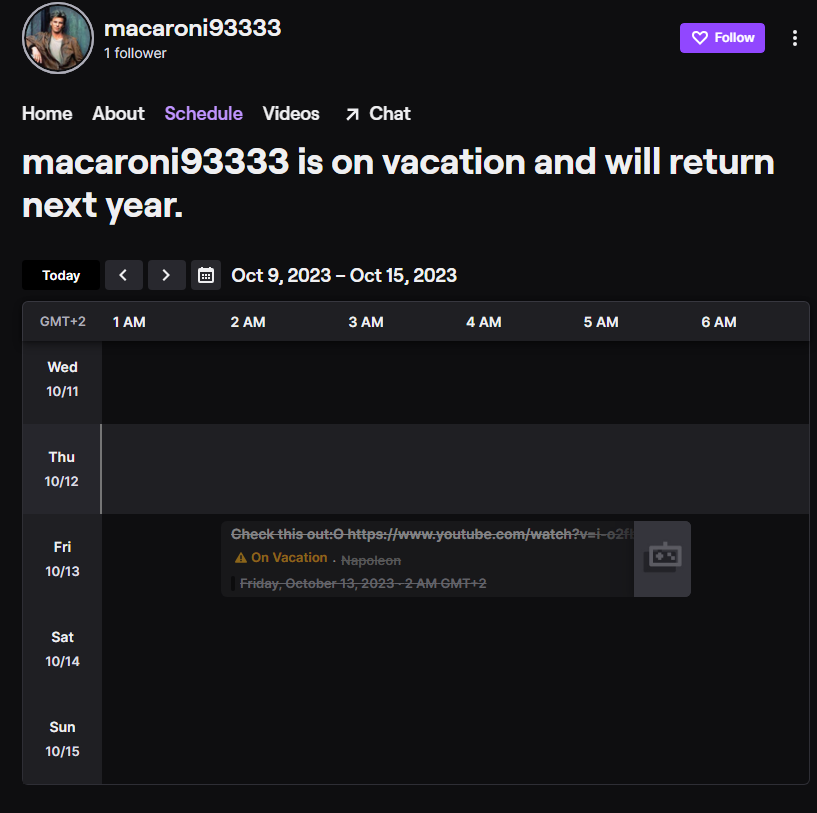 macaroni93333
1 follower
Follow
Home About Schedule Videos Chat
macaroni93333 is on vacation and will return
next year.
Today Oct 9, 2023 – Oct 15, 2023
GMT+2 1 AM 2 AM 3 AM 4 AM 5 AM 6 AM
Wed
10/11
Thu
10/12
Fri
10/13
Check this out:O https://www.youtube.com/watch?v=i-o2f
On Vacation . Napoleon
Friday, October 13, 2023 - 2 AM GMT+2
Sat
10/14
Sun
10/15